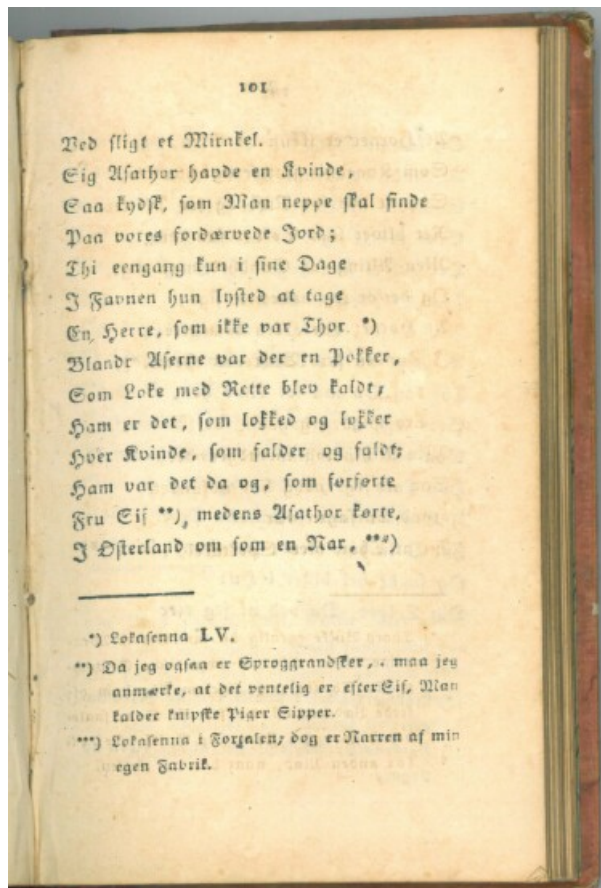 101
Ved sligt et Mirakel.
Sig Asathor havde en Kvinde,
Saa kydsk, som Man neppe skal finde
Paa vores fordærvede Jord;
Thi eengang kun i sine Dage
I Favnen hun lysted at tage
En Herre, som ikke var Thor *)
Blandt Aserne var der en Pokker,
Som Loke med Rette blev kaldt,
Ham er det, som lokked og lokker
Hver Kvinde, som falder og faldt;
Ham var det da og, som forførte
Fru Sif **), medens Asathor kørte,
I Østerland om som en Nar. ***)
*) Lokasenna LV.
**) Da jeg ogsaa er Sproggrandsker, maa jeg
anmærke, at det ventelig er efter Sif, Man
kalder knipske Piger Sipper.
***) Lokasenna i Fortalen; dog er Narren af min
egen Fabrik.